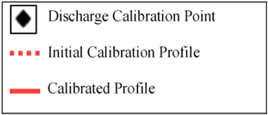 Discharge Calibration Point
Initial Calibration Profile
Calibrated Profile